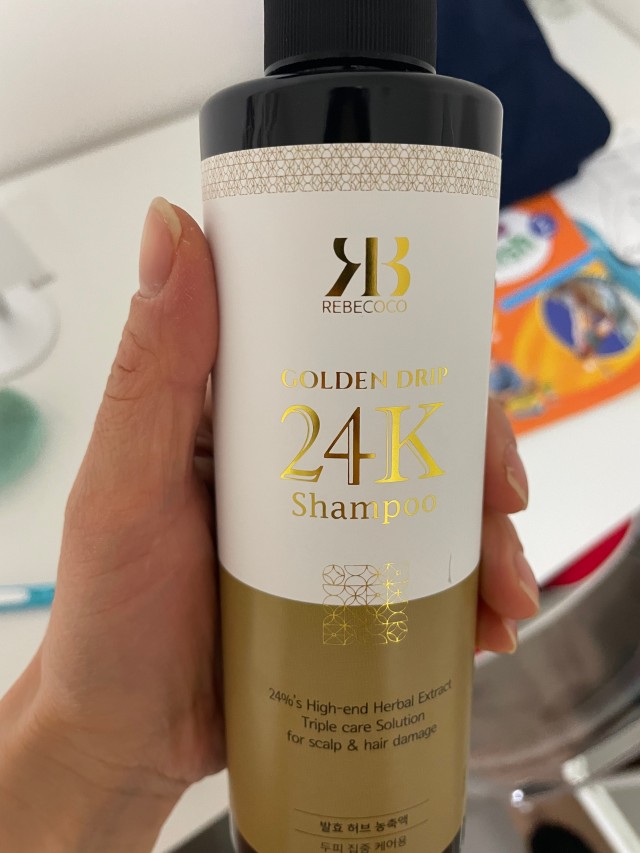 RB
REBECOCO
GOLDEN DRIP
24K
Shampoo
24%'s High-end Herbal Extract
Triple care Solution
for scalp & hair damage
발효 허브 농축액
두피 집중 케어용